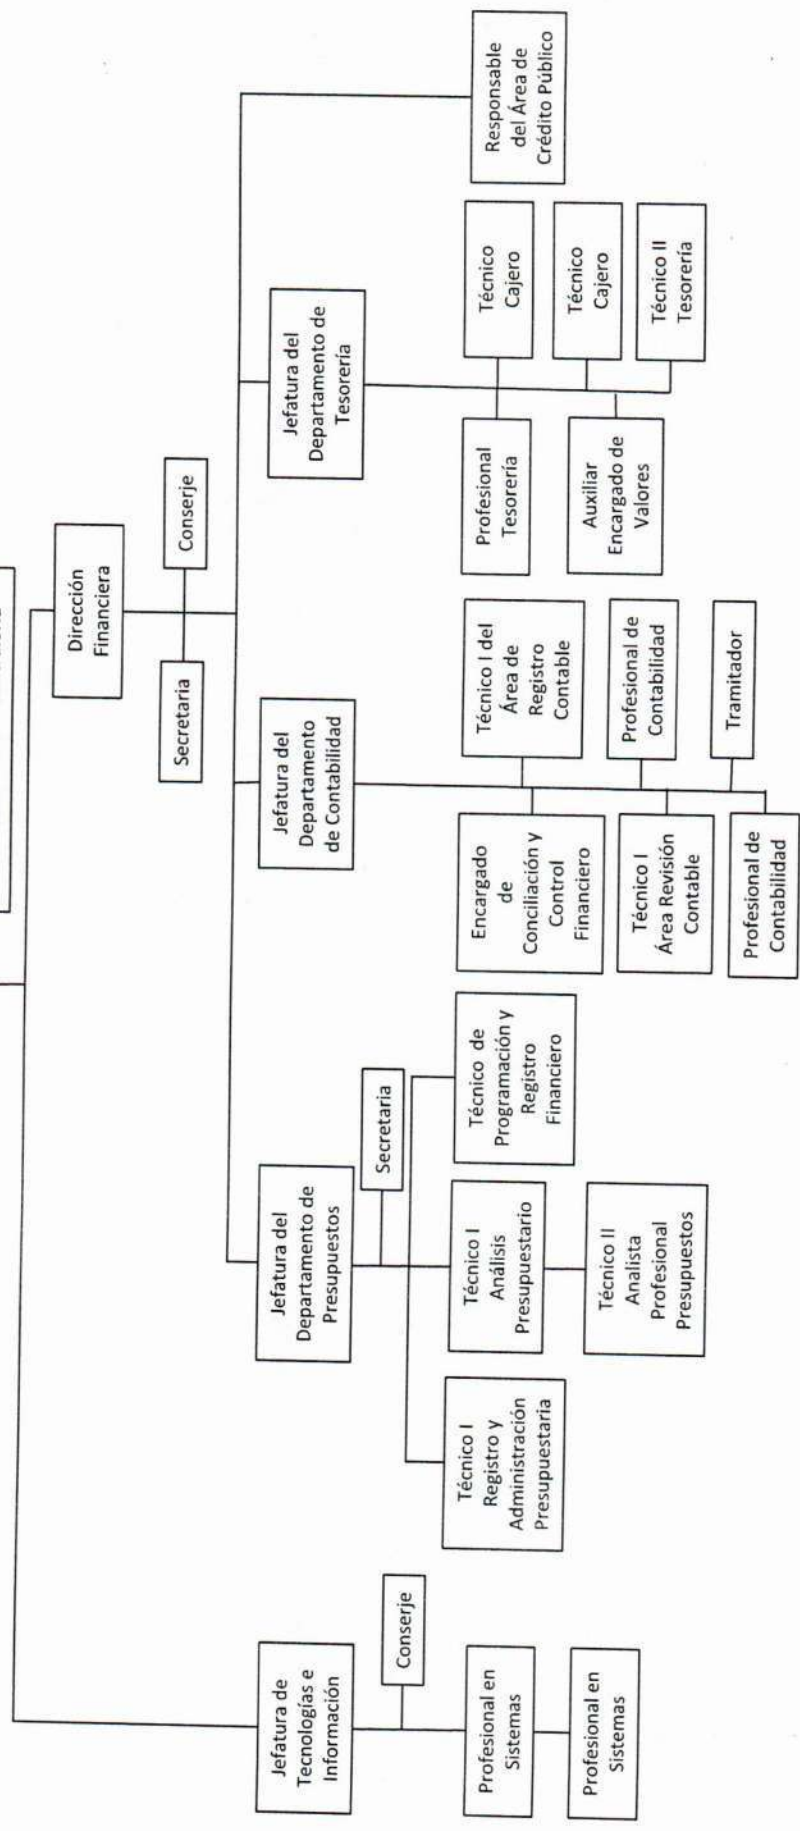 Dirección
Financiera
Secretaria
Conserje
Jefatura de
Tecnologías e
Información
Conserje
Profesional en
Sistemas
Profesional en
Sistemas
Jefatura del
Departamento de
Presupuestos
Secretaria
Técnico I
Registro y
Administración
Presupuestaria
Técnico I
Análisis
Presupuestario
Técnico de
Programación y
Registro
Financiero
Técnico II
Analista
Profesional
Presupuestos
Jefatura del
Departamento
de Contabilidad
Encargado
de
Conciliación y
Control
Financiero
Técnico I del
Área de
Registro
Contable
Técnico I
Área Revisión
Contable
Profesional de
Contabilidad
Profesional de
Contabilidad
Tramitador
Jefatura del
Departamento de
Tesorería
Profesional
Tesorería
Técnico
Cajero
Auxiliar
Encargado de
Valores
Técnico
Cajero
Técnico II
Tesorería
Responsable
del Área de
Crédito Público